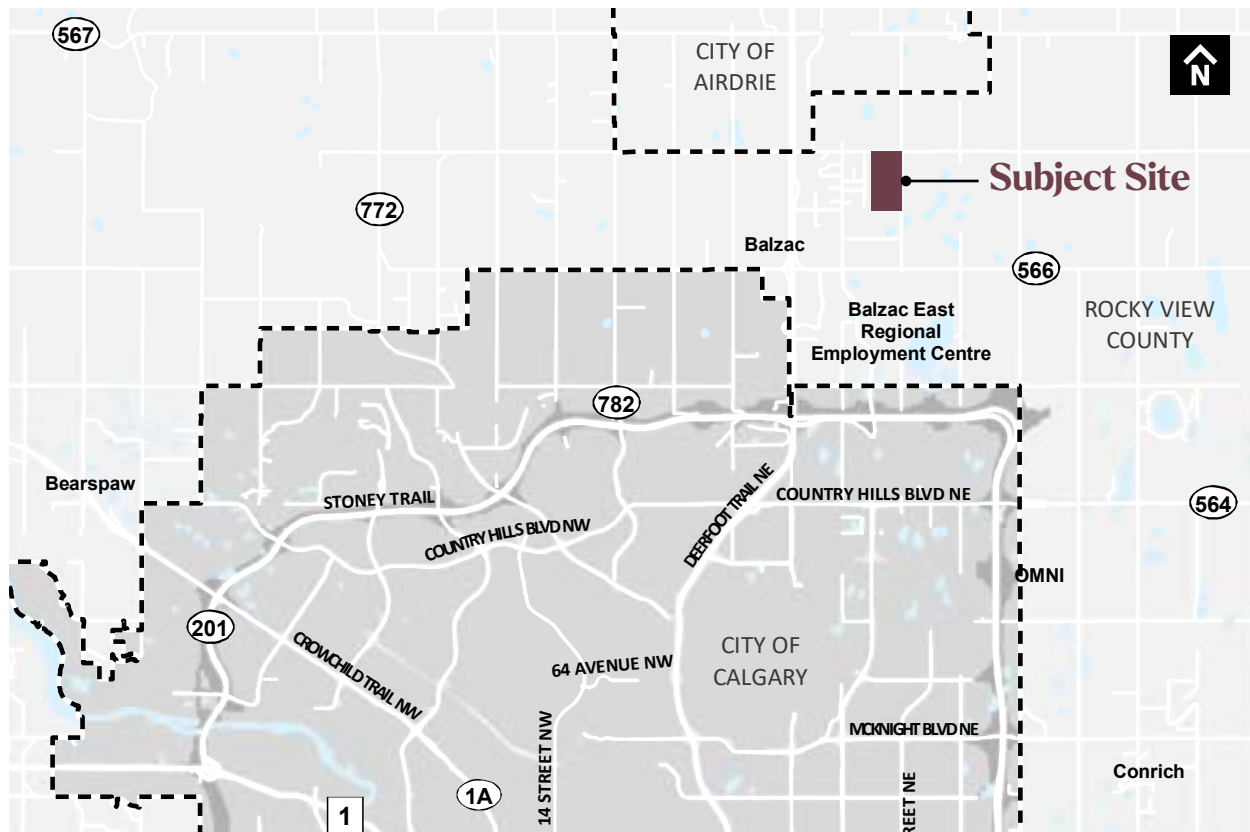 567
CITY OF
AIRDRIE
N
Subject Site
772
Balzac
566
ROCKY VIEW
COUNTY
Balzac East
Regional
Employment Centre
782
Bearspaw
STONEY TRAIL
COUNTRY HILLS BLVD NE
564
COUNTRY HILLS BLVD NW
DEERFOOT TRAIL NE
OMNI
201
CROWCHILD TRAIL NW
64 AVENUE NW
CITY OF
CALGARY
14 STREET NW
MCKNIGHT BLVD NE
Conrich
1A
1
REET NE